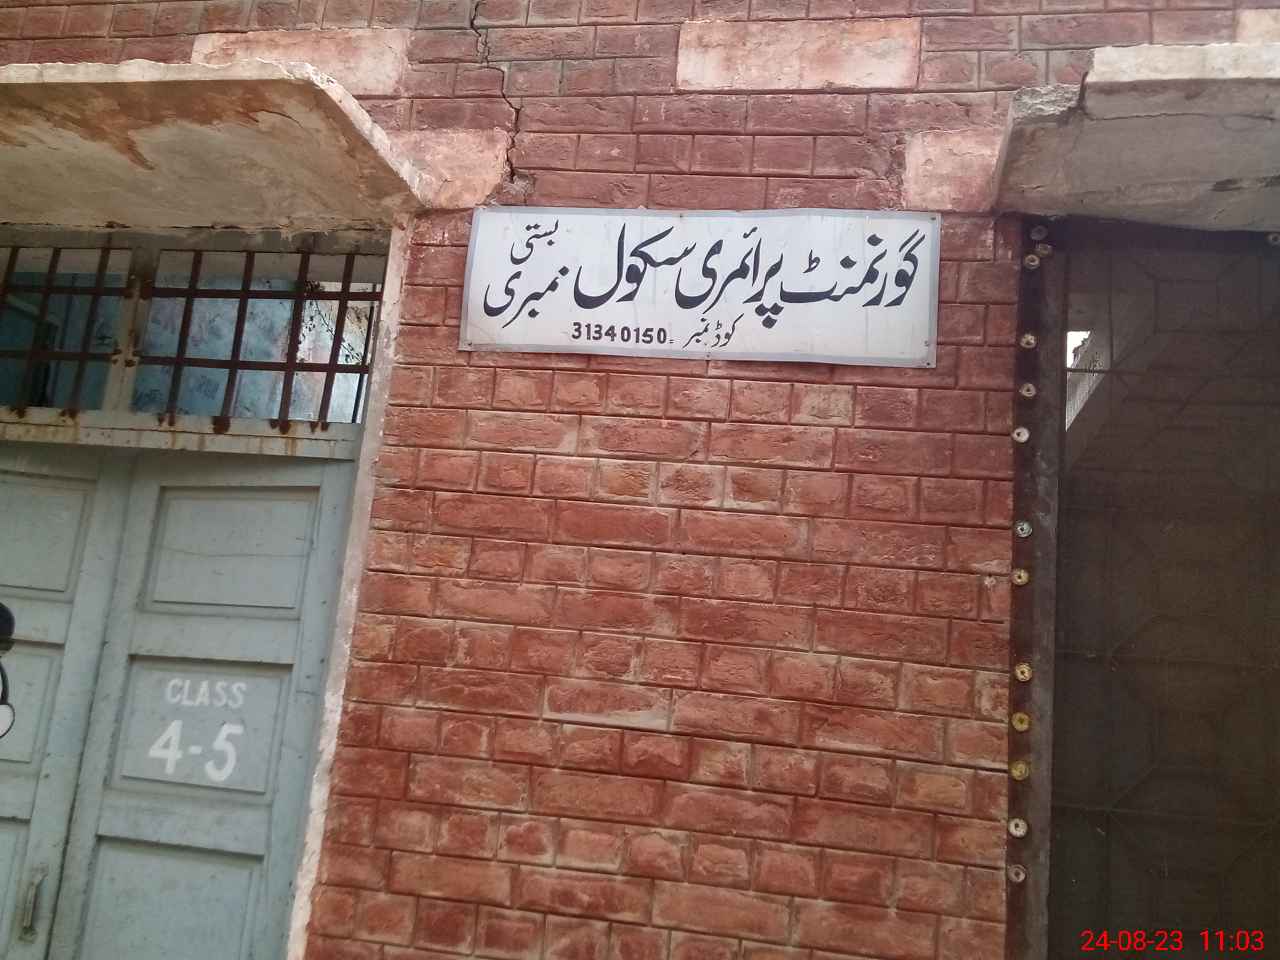 گورنمنٹ پرائمری سکول بستی نمبری
کوڈ نمبر = 31340150
CLASS
4-5
24-08-23 11:03